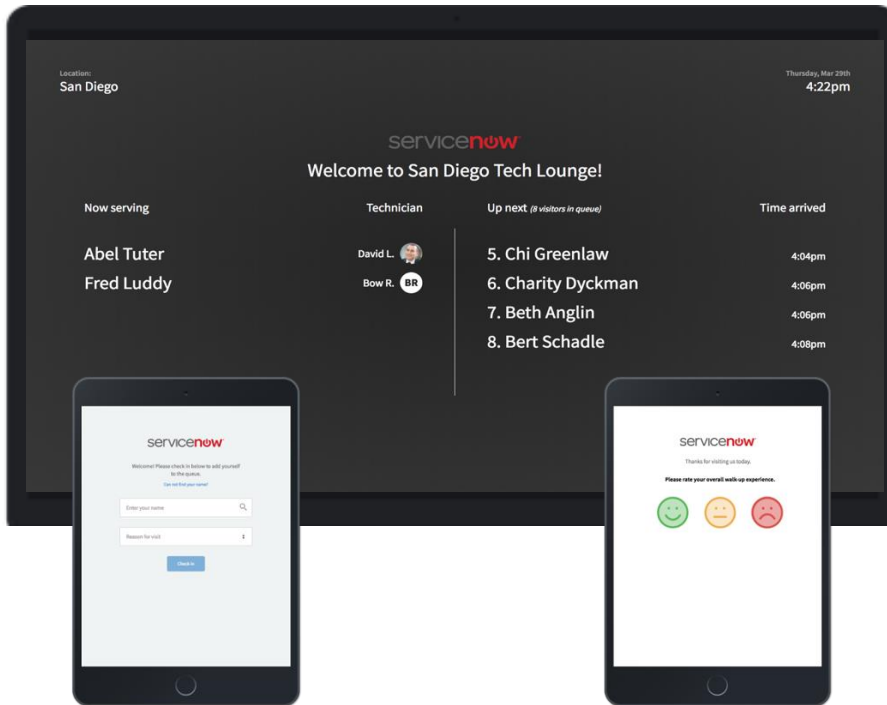 Location:
San Diego
Thursday, Mar 29th
4:22pm
servicenow
Welcome to San Diego Tech Lounge!
Now serving
Technician
Abel Tuter
David L.
Fred Luddy
Bow R. BR
Up next (8 visitors in queue)
Time arrived
5. Chi Greenlaw
4:04pm
6. Charity Dyckman
4:06pm
7. Beth Anglin
4:06pm
8. Bert Schadle
4:08pm
servicenow
Welcome! Please check in below to add yourself
to the queue.
Can not find your name?
Enter your name
Reason for visit
Check in
servicenow
Thanks for visiting us today.
Please rate your overall walk-up experience.